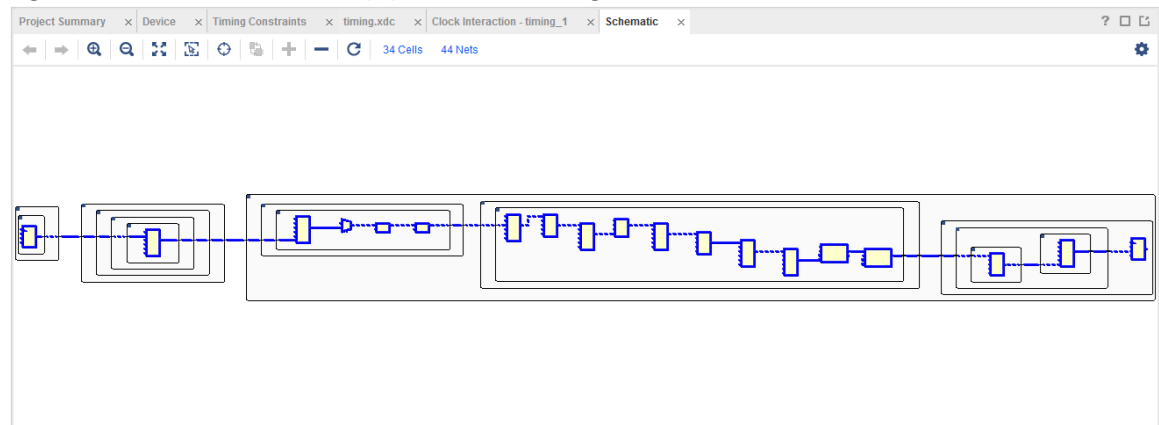 Project Summary × Device × Timing Constraints × timing.xdc × Clock Interaction - timing_1 × Schematic × ?
34 Cells 44 Nets